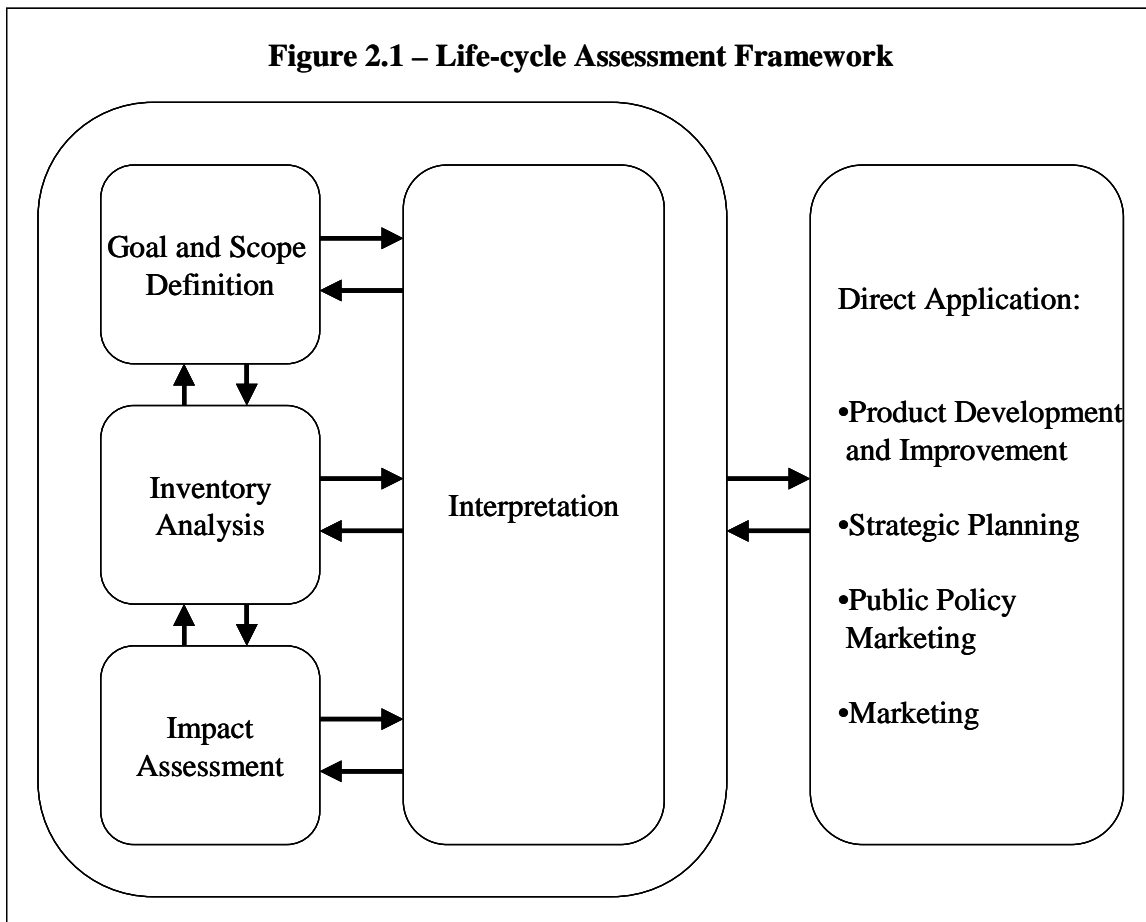 Figure 2.1 – Life-cycle Assessment Framework
Goal and Scope
Definition
Inventory
Analysis
Impact
Assessment
Interpretation
Direct Application:
•Product Development
and Improvement
•Strategic Planning
•Public Policy
Marketing
•Marketing